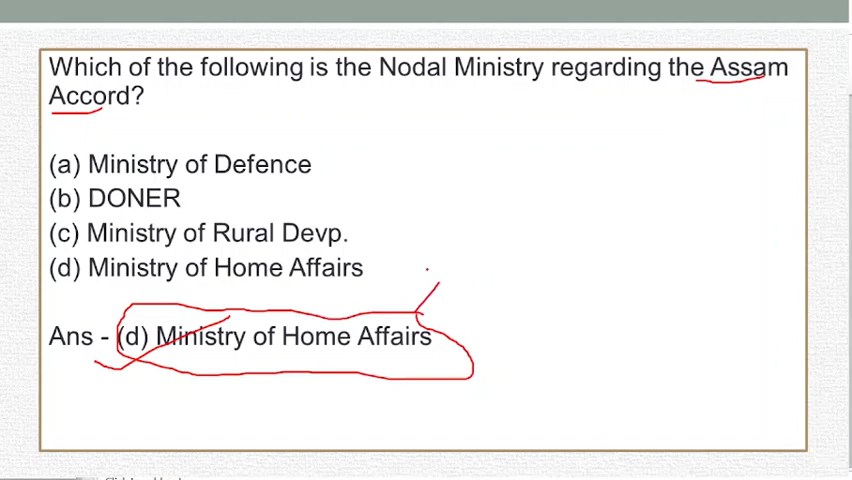 Which of the following is the Nodal Ministry regarding the Assam
Accord?
(a) Ministry of Defence
(b) DONER
(c) Ministry of Rural Devp.
(d) Ministry of Home Affairs
Ans - (d) Ministry of Home Affairs